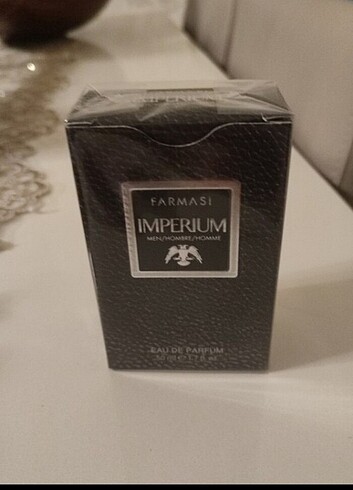 FARMASI
IMPERIUM
MEN/HOMBRE/HOMME
EAU DE PARFUM